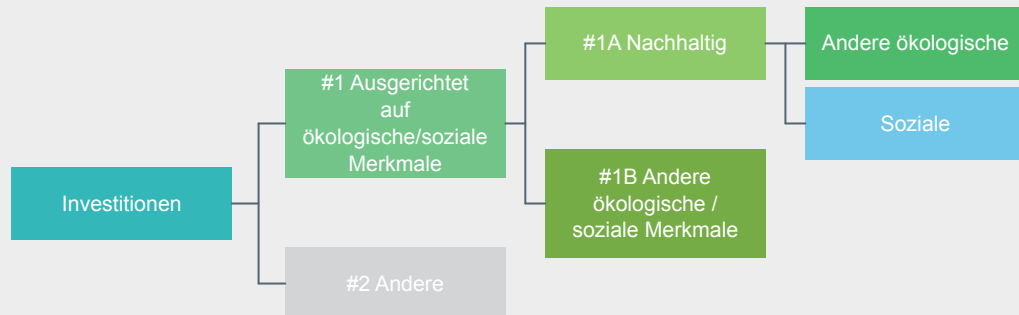 Investitionen
#1 Ausgerichtet
auf
ökologische/soziale
Merkmale
#2 Andere
#1A Nachhaltig
#1B Andere
ökologische /
soziale Merkmale
Andere ökologische
Soziale